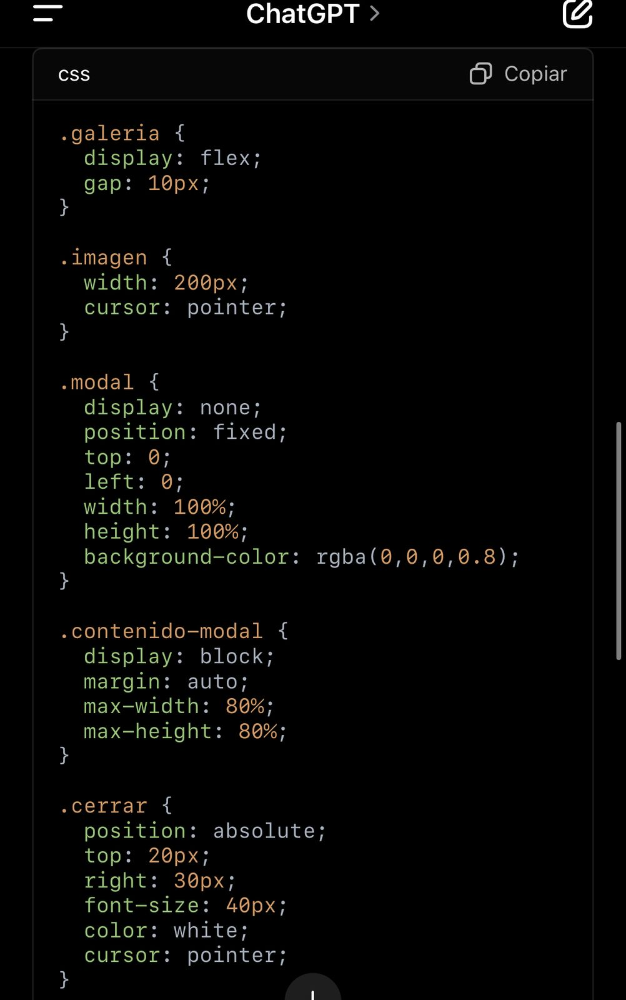 ChatGPT >
css
Copiar
.galeria {
  display: flex;
  gap: 10px;
}

.imagen {
  width: 200px;
  cursor: pointer;
}

.modal {
  display: none;
  position: fixed;
  top: 0;
  left: 0;
  width: 100%;
  height: 100%;
  background-color: rgba(0,0,0,0.8);
}

.contenido-modal {
  display: block;
  margin: auto;
  max-width: 80%;
  max-height: 80%;
}

.cerrar {
  position: absolute;
  top: 20px;
  right: 30px;
  font-size: 40px;
  color: white;
  cursor: pointer;
}